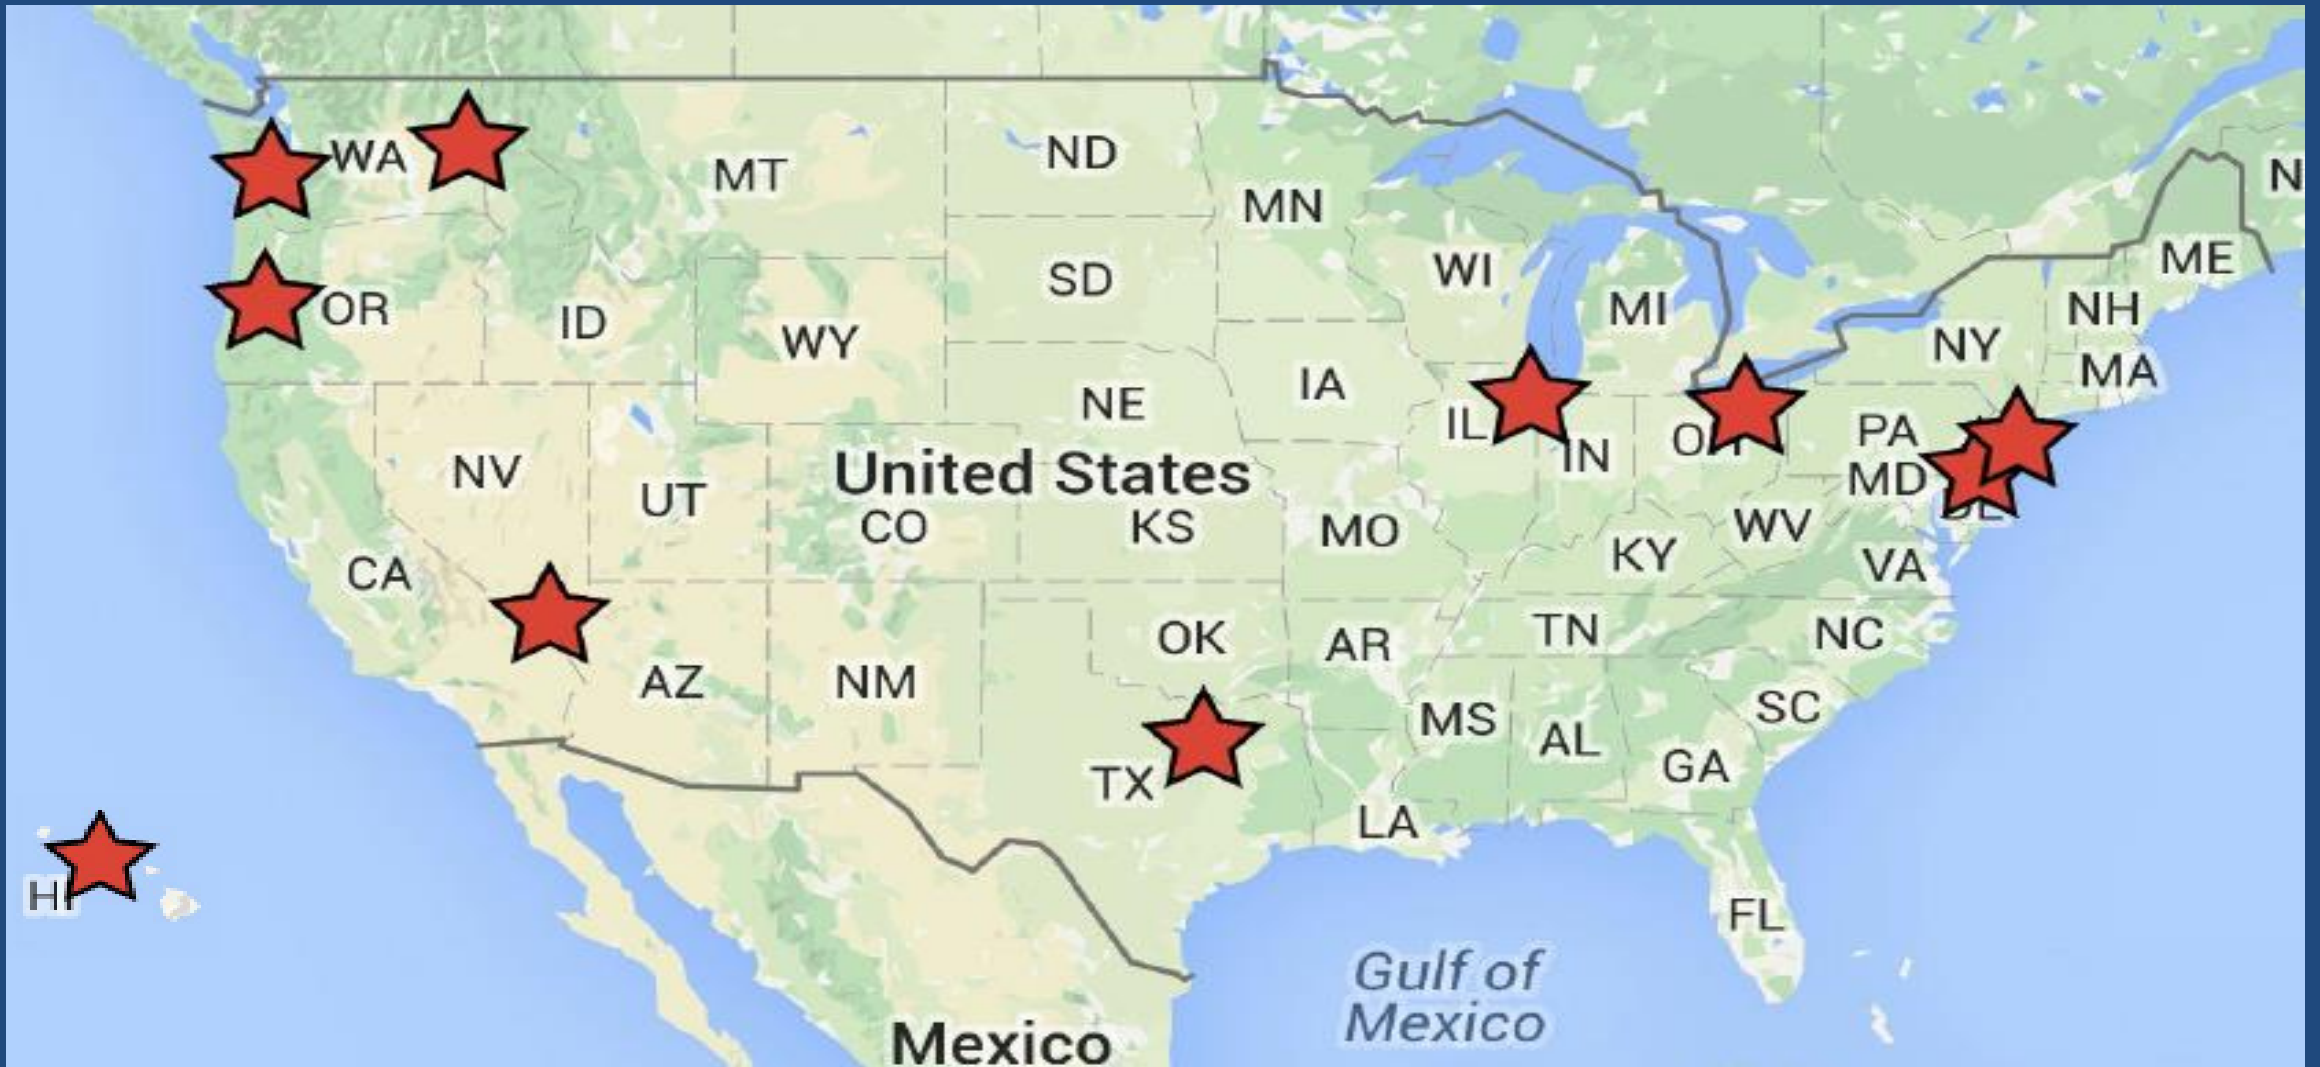 WA
MT
ND
MN
N
ME
OR
ID
WY
SD
WI
MI
NH
NY
MA
NE
IA
IL
IN
PA
MD
NV
UT
United States
CO
KS
MO
KY
WV
VA
CA
AZ
NM
OK
AR
TN
NC
TX
MS
AL
SC
GA
LA
FL
HI
Gulf of
Mexico
Mexico